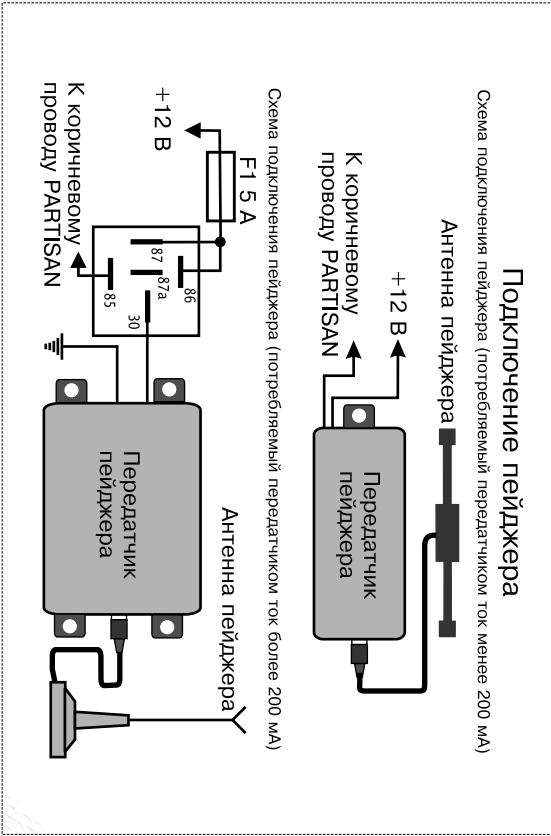 Подключение пейджера
Схема подключения пейджера (потребляемый передатчиком ток менее 200 мА)
Антенна пейджера
+12 В
К коричневому
проводу PARTISAN
Передатчик
пейджера
Схема подключения пейджера (потребляемый передатчиком ток более 200 мА)
F1 5 А
+12 В
К коричневому
проводу PARTISAN
86
87
87a
85
30
Антенна пейджера
Передатчик
пейджера